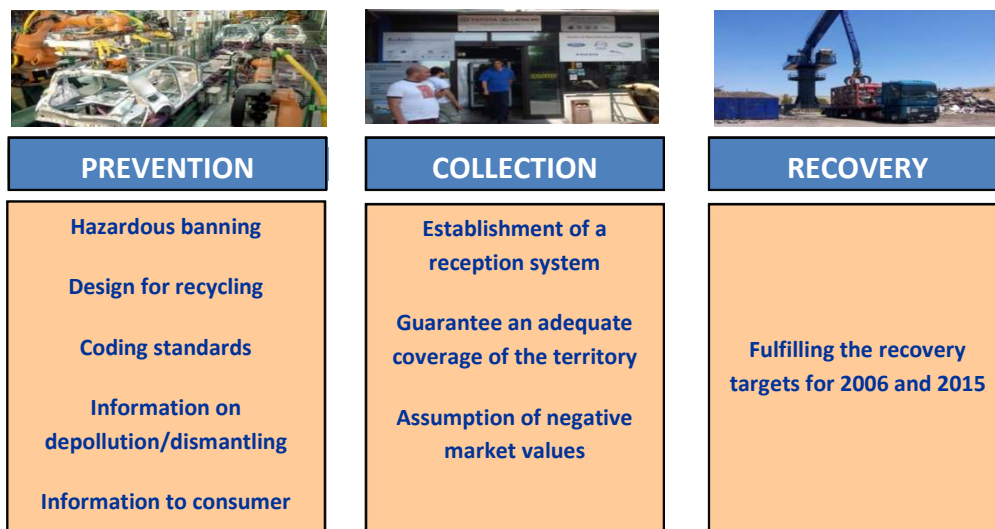 PREVENTION
Hazardous banning
Design for recycling
Coding standards
Information on
depollution/dismantling
Information to consumer
COLLECTION
Establishment of a
reception system
Guarantee an adequate
coverage of the territory
Assumption of negative
market values
RECOVERY
Fulfilling the recovery
targets for 2006 and 2015